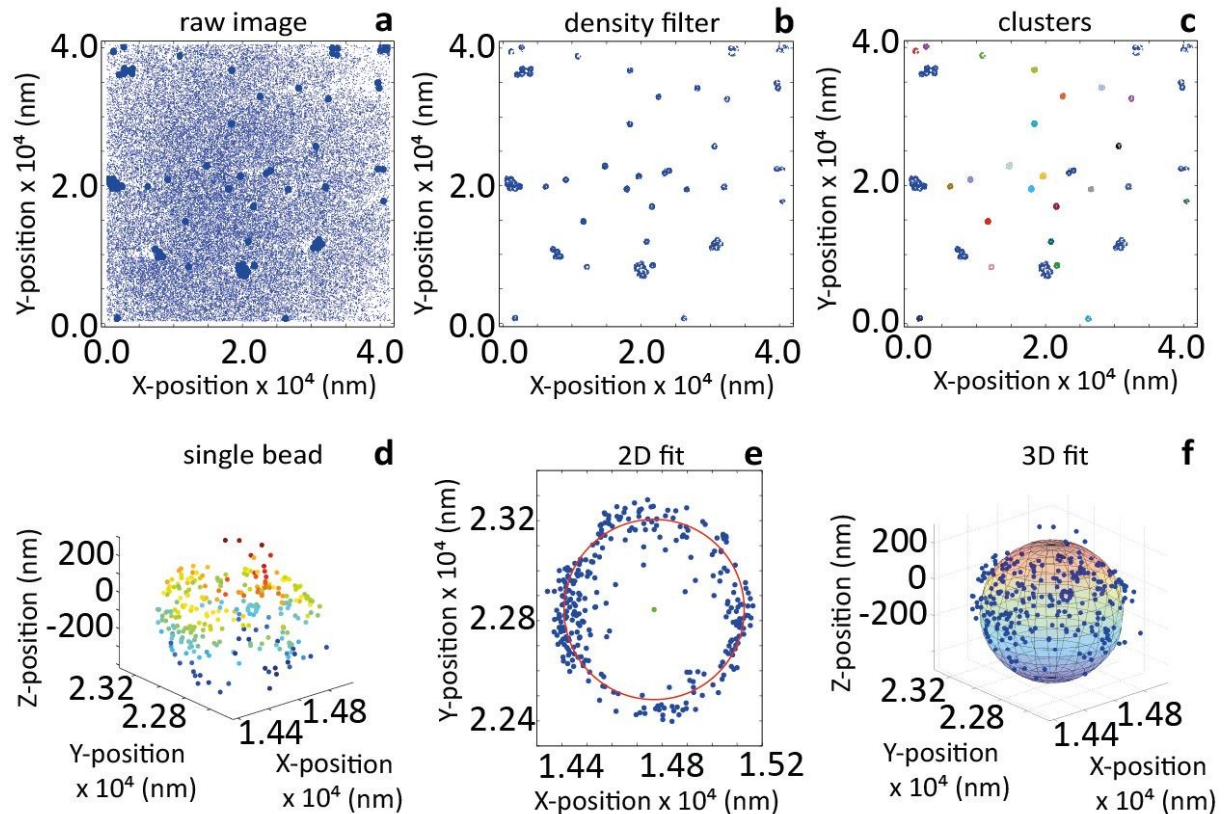 raw image
a
4.0
2.0
0.0
Y-position x 10⁴ (nm)
0.0 2.0 4.0
X-position x 10⁴ (nm)
density filter
b
4.0
2.0
0.0
Y-position x 10⁴ (nm)
0.0 2.0 4.0
X-position x 10⁴ (nm)
clusters
c
4.0
2.0
0.0
Y-position x 10⁴ (nm)
0.0 2.0 4.0
X-position x 10⁴ (nm)
single bead
d
200
0
-200
Z-position (nm)
2.32
2.28
Y-position
x 10⁴ (nm)
1.44
1.48
X-position
x 10⁴ (nm)
2D fit
e
2.32
2.28
2.24
Y-position x 10⁴ (nm)
1.44 1.48 1.52
X-position x 10⁴ (nm)
3D fit
f
200
0
-200
Z-position (nm)
2.32
2.28
Y-position
x 10⁴ (nm)
1.44
1.48
X-position
x 10⁴ (nm)